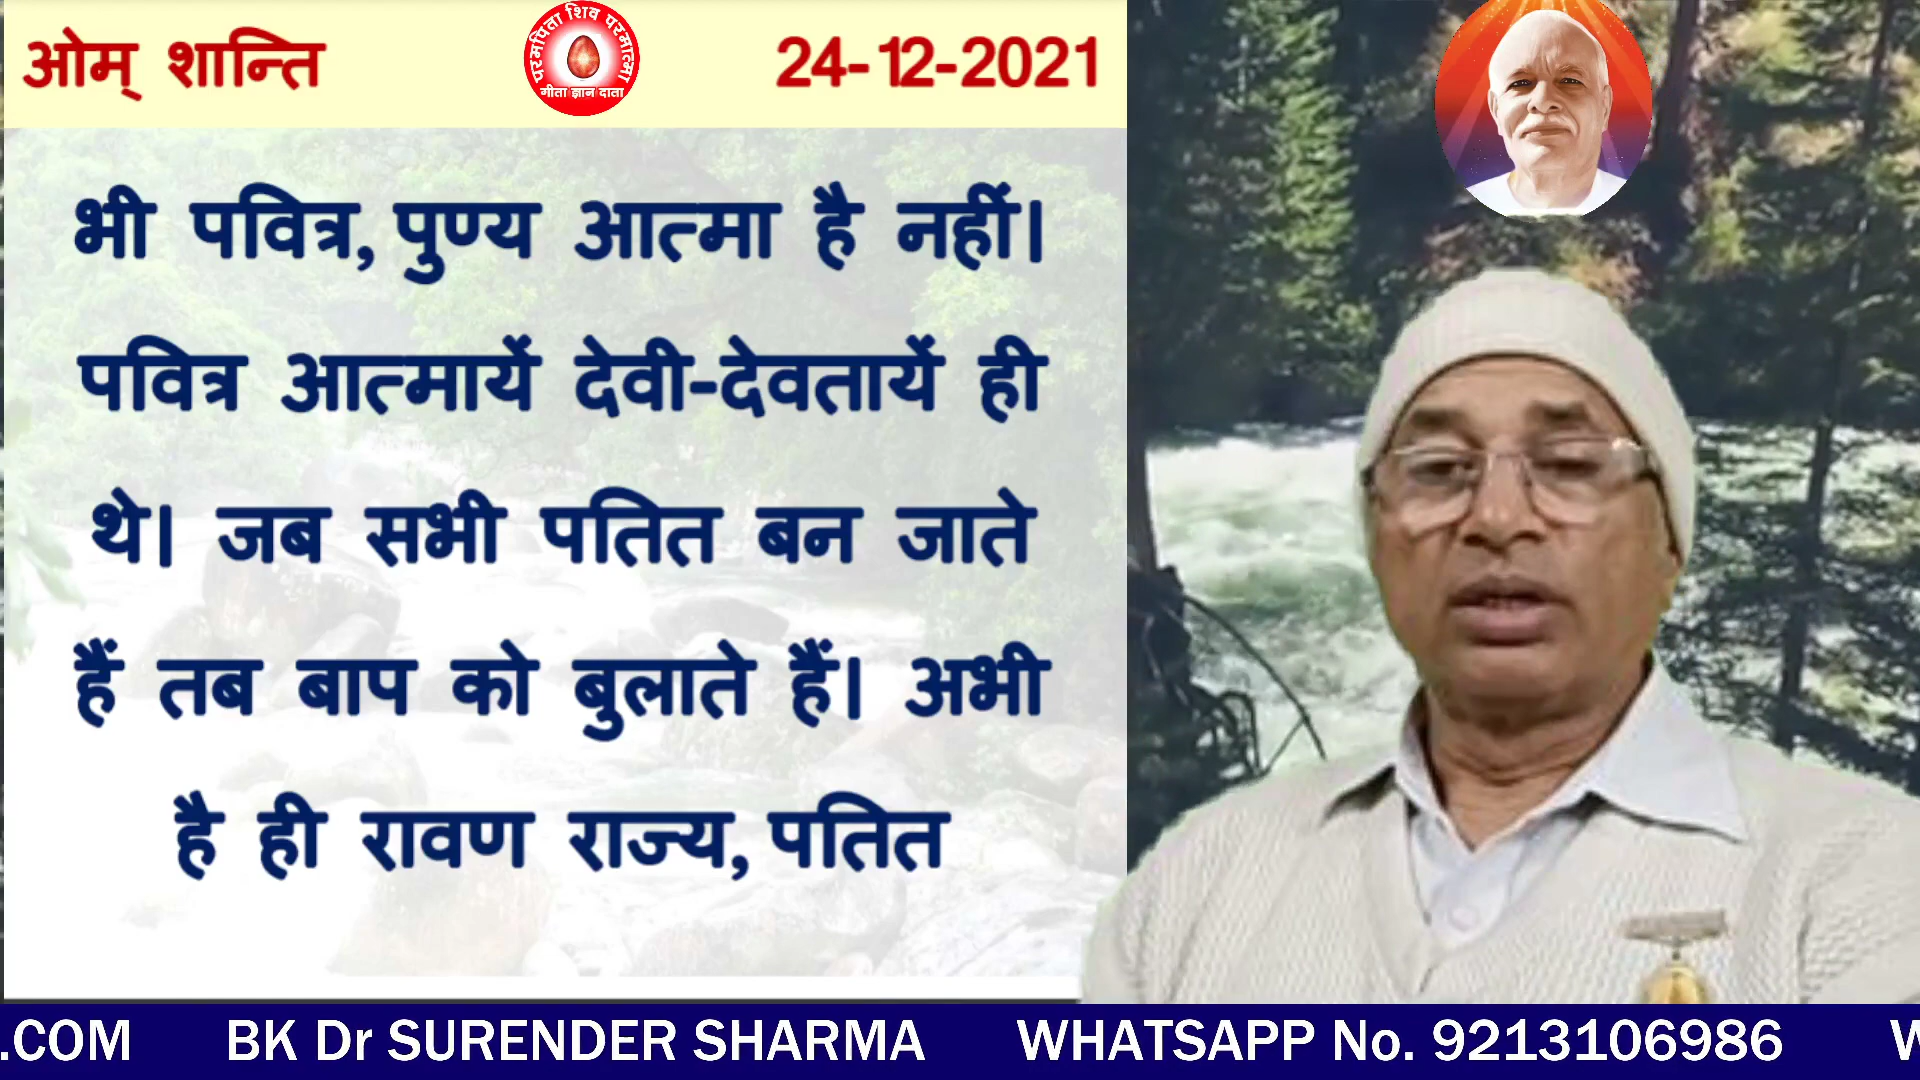 ओम् शान्ति
परमपिता शिव परमात्मा
गीता ज्ञान दाता
24-12-2021
भी पवित्र, पुण्य आत्मा है नहीं।
पवित्र आत्मायें देवी-देवतायें ही
थे। जब सभी पतित बन जाते
हैं तब बाप को बुलाते हैं। अभी
है ही रावण राज्य, पतित
.COM BK Dr SURENDER SHARMA WHATSAPP No. 9213106986 W